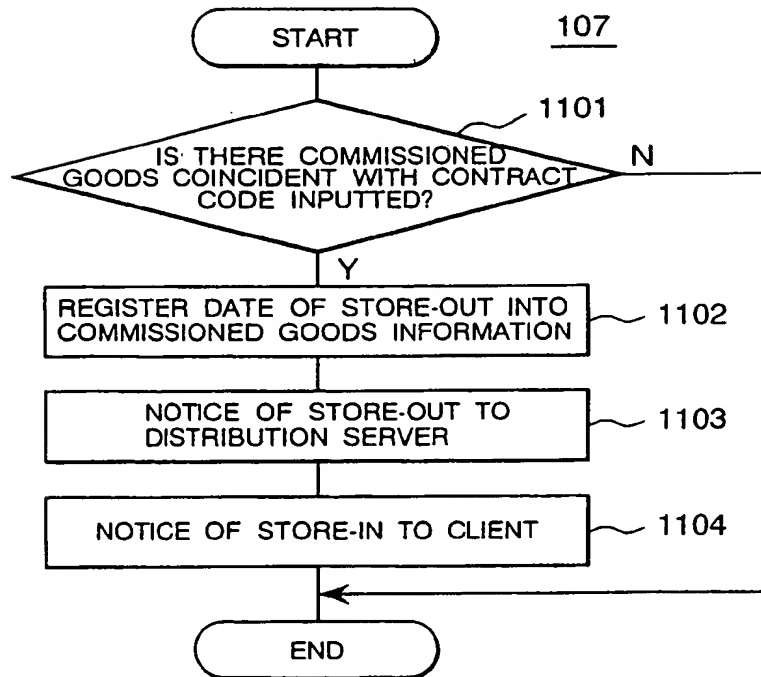 START
107
1101
IS THERE COMMISSIONED
GOODS COINCIDENT WITH CONTRACT
CODE INPUTTED?
N
Y
REGISTER DATE OF STORE-OUT INTO
COMMISSIONED GOODS INFORMATION
1102
NOTICE OF STORE-OUT TO
DISTRIBUTION SERVER
1103
NOTICE OF STORE-IN TO CLIENT
1104
END